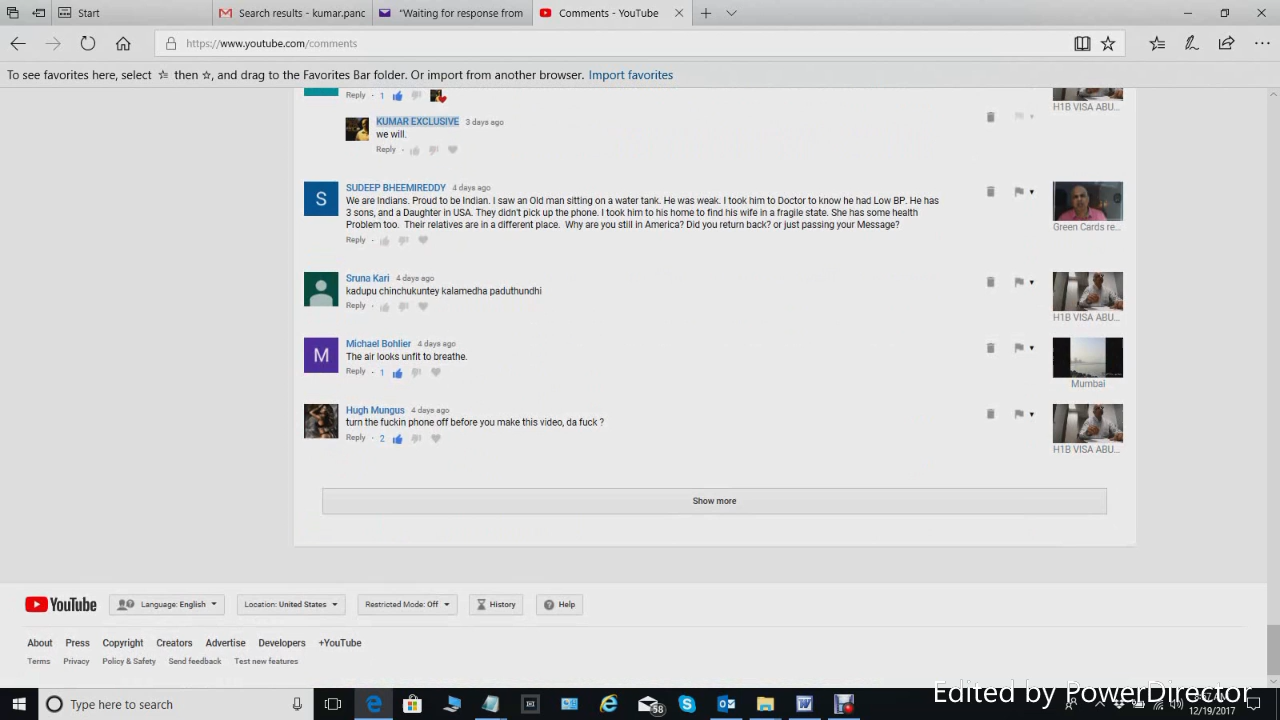 Start
Search results - kumar.panc
"Waiting for response from
Comments - YouTube
https://www.youtube.com/comments
To see favorites here, select ☆ then ☆, and drag to the Favorites Bar folder. Or import from another browser. Import favorites
Reply · 1
H1B VISA ABU...
KUMAR EXCLUSIVE 3 days ago
we will.
Reply ·
SUDEEP BHEEMIREDDY 4 days ago
We are Indians. Proud to be Indian. I saw an Old man sitting on a water tank. He was weak. I took him to Doctor to know he had Low BP. He has
3 sons, and a Daughter in USA. They didn't pick up the phone. I took him to his home to find his wife in a fragile state. She has some health
Problem too. Their relatives are in a different place. Why are you still in America? Did you return back? or just passing your Message?
Green Cards re...
Reply ·
Sruna Kari 4 days ago
kadupu chinchukuntey kalamedha paduthundhi
Reply ·
H1B VISA ABU...
M
Michael Bohlier 4 days ago
The air looks unfit to breathe.
Reply · 1
Mumbai
S
Hugh Mungus 4 days ago
turn the fuckin phone off before you make this video, da fuck ?
Reply · 2
H1B VISA ABU...
Show more
YouTube
Language: English
Location: United States
Restricted Mode: Off
History
Help
About Press Copyright Creators Advertise Developers +YouTube
Terms Privacy Policy & Safety Send feedback Test new features
Type here to search
58
Edited by PowerDirector
12/19/2017